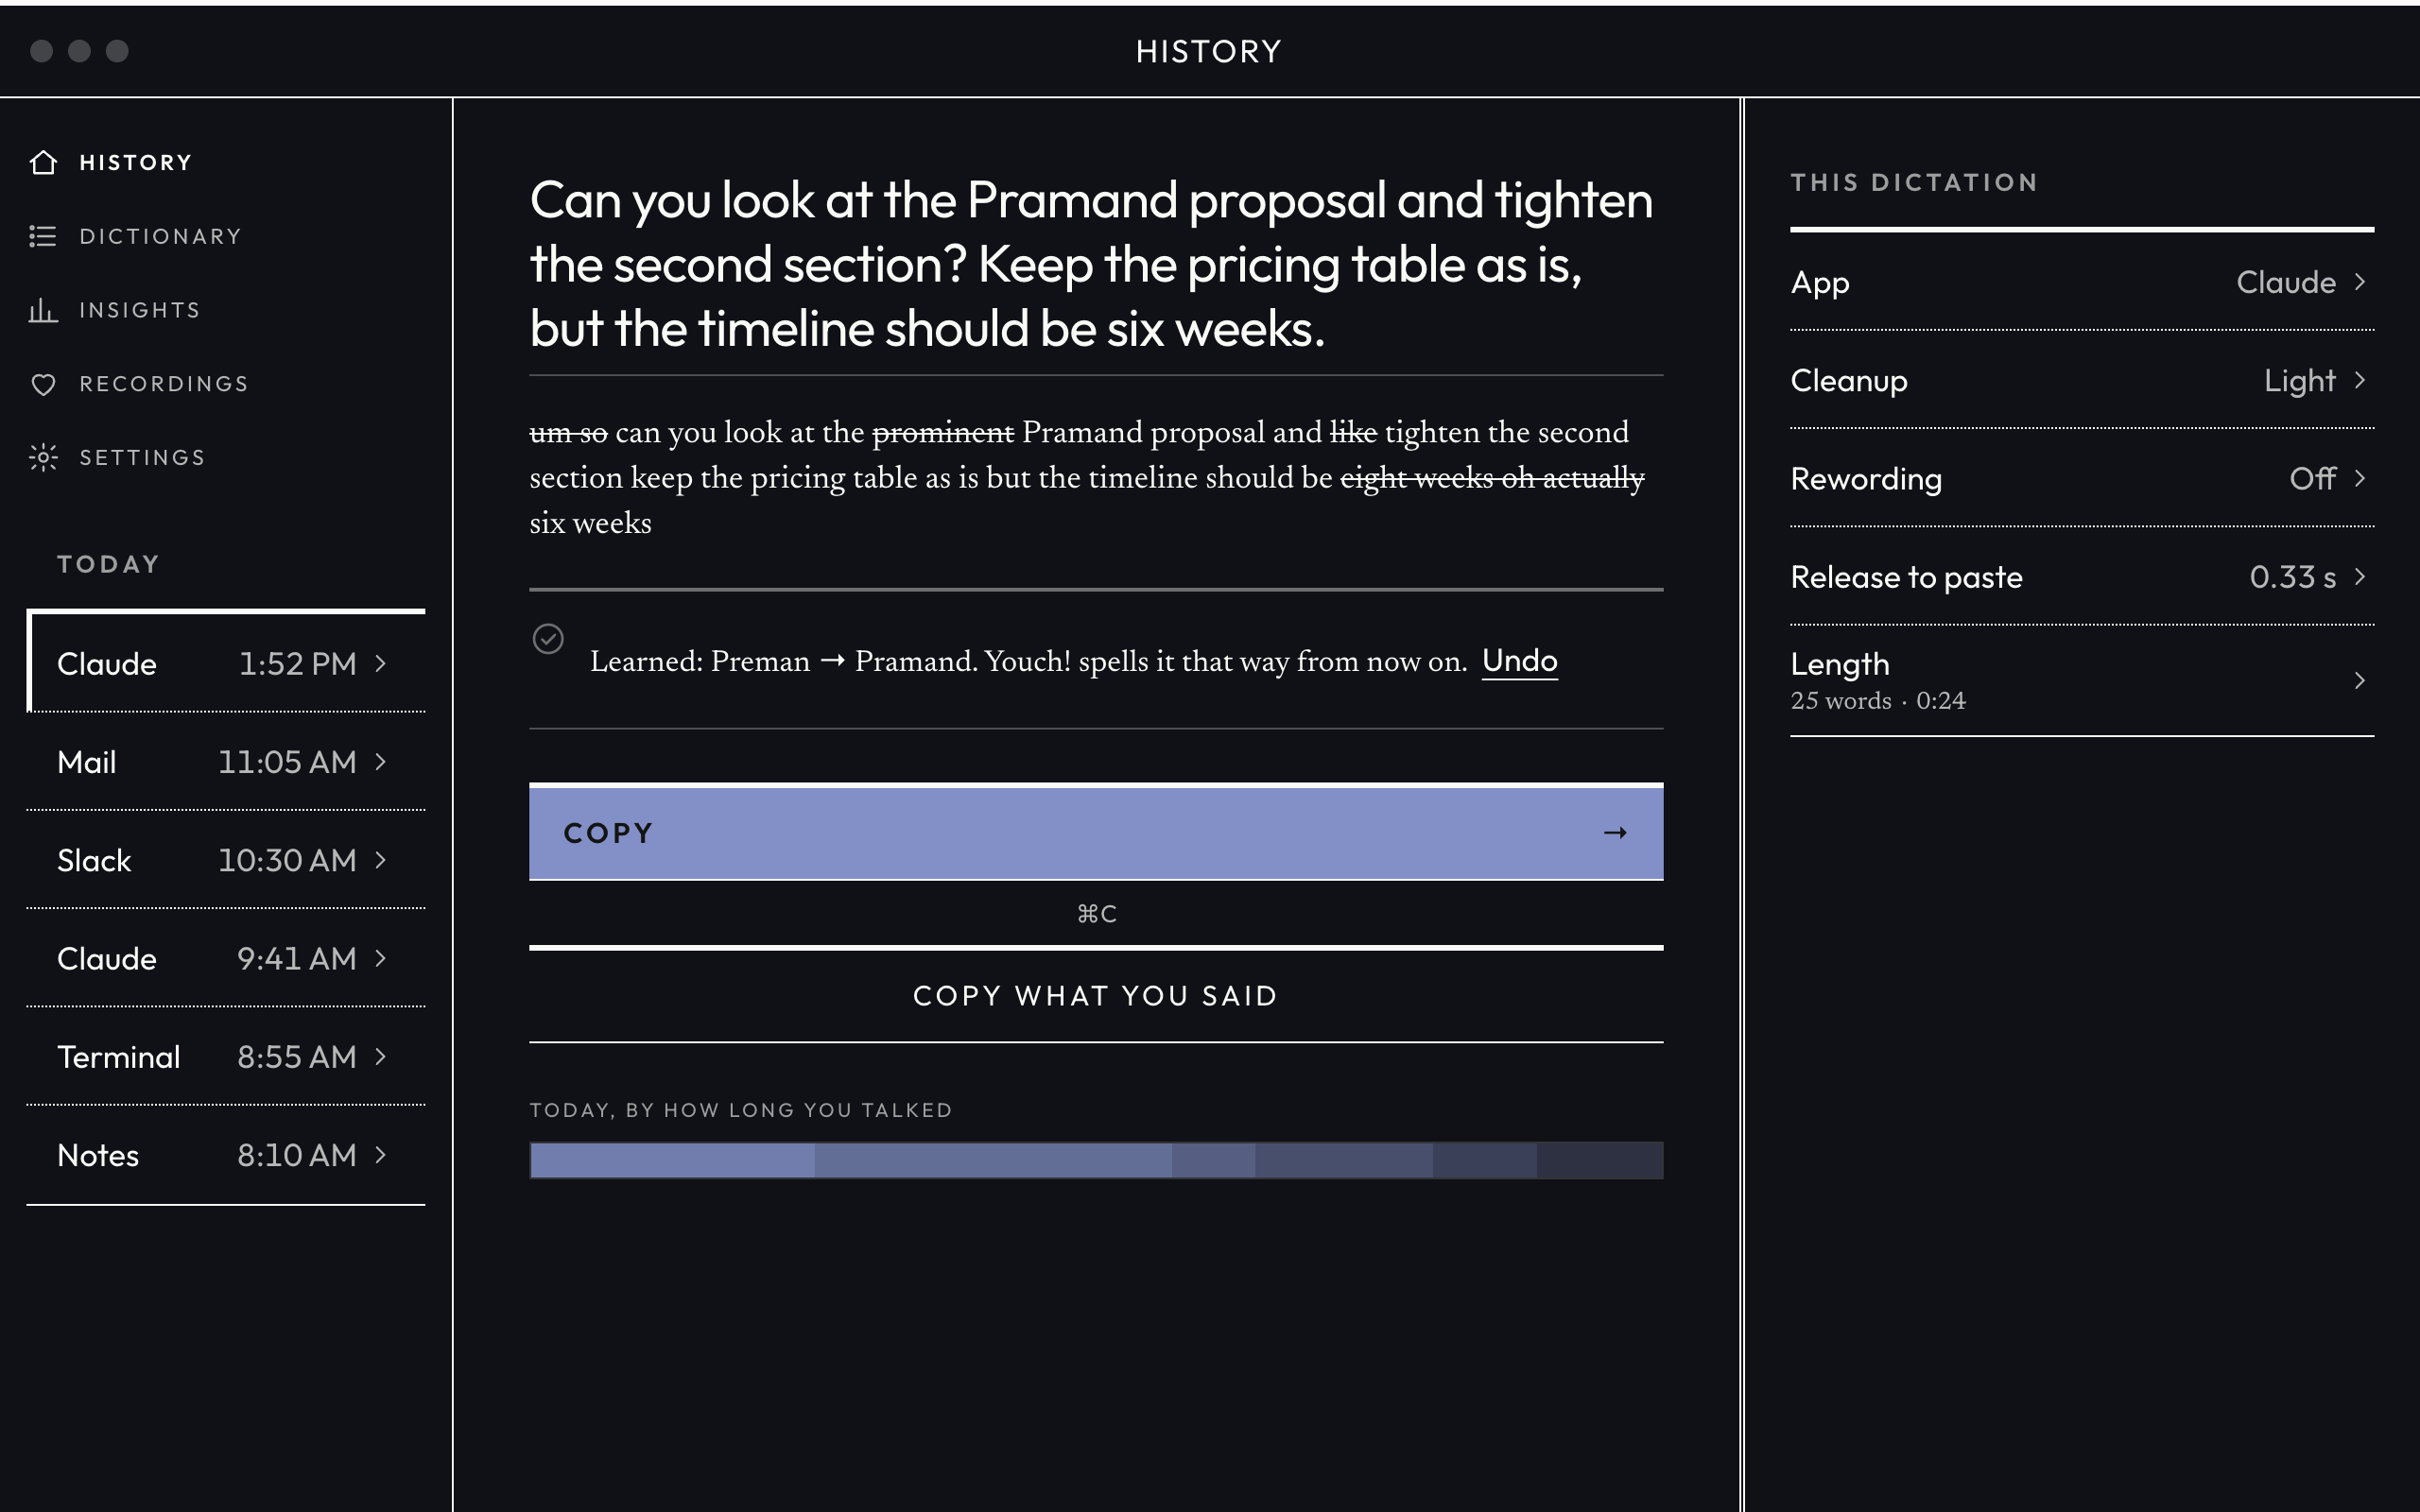 HISTORY
HISTORY
DICTIONARY
INSIGHTS
RECORDINGS
SETTINGS
TODAY
Claude 1:52 PM
Mail 11:05 AM
Slack 10:30 AM
Claude 9:41 AM
Terminal 8:55 AM
Notes 8:10 AM
Can you look at the Pramand proposal and tighten
the second section? Keep the pricing table as is,
but the timeline should be six weeks.
um so can you look at the prominent Pramand proposal and like tighten the second
section keep the pricing table as is but the timeline should be eight weeks oh actually
six weeks
Learned: Preman → Pramand. Youch! spells it that way from now on. Undo
COPY →
⌘C
COPY WHAT YOU SAID
TODAY, BY HOW LONG YOU TALKED
THIS DICTATION
App Claude
Cleanup Light
Rewording Off
Release to paste 0.33 s
Length
25 words · 0:24